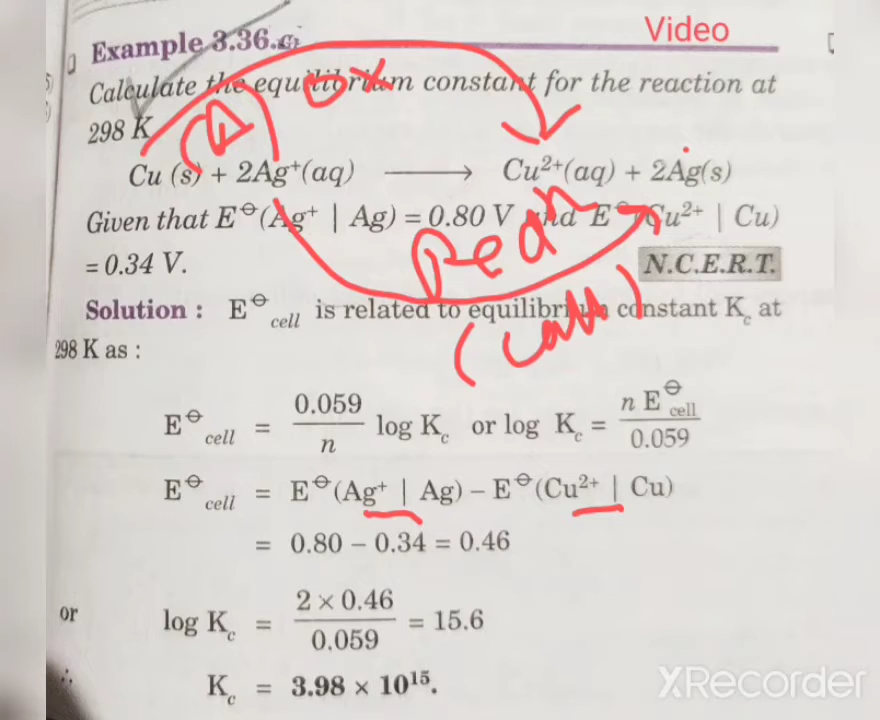 Video
Example 3.36.
Calculate the equilibrium constant for the reaction at
298 K
(A) ox
Cu (s) + 2Ag⁺(aq) ⟶ Cu²⁺(aq) + 2Ag(s)
Given that E⊖(Ag⁺ | Ag) = 0.80 V and E⊖(Cu²⁺ | Cu)
= 0.34 V.
N.C.E.R.T.
Solution : E⊖cell is related to equilibrium constant Kc at
298 K as :
E⊖cell = 0.059/n log Kc or log Kc = n E⊖cell/0.059
E⊖cell = E⊖(Ag⁺ | Ag) – E⊖(Cu²⁺ | Cu)
= 0.80 – 0.34 = 0.46
or log Kc = 2 × 0.46/0.059 = 15.6
∴ Kc = 3.98 × 10¹⁵.
XRecorder